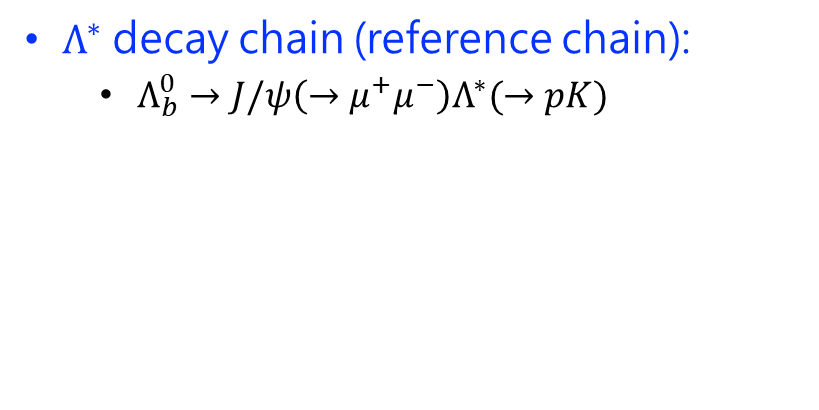 • Λ* decay chain (reference chain):
• Λ_b^0 → J/ψ(→ μ⁺μ⁻)Λ*(→ pK)